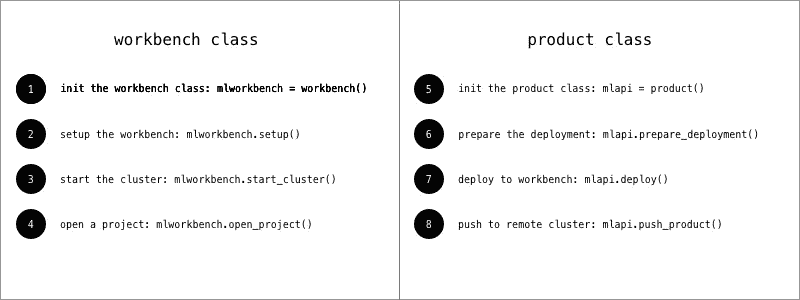 workbench class
1 init the workbench class: mlworkbench = workbench()
2 setup the workbench: mlworkbench.setup()
3 start the cluster: mlworkbench.start_cluster()
4 open a project: mlworkbench.open_project()
product class
5 init the product class: mlapi = product()
6 prepare the deployment: mlapi.prepare_deployment()
7 deploy to workbench: mlapi.deploy()
8 push to remote cluster: mlapi.push_product()